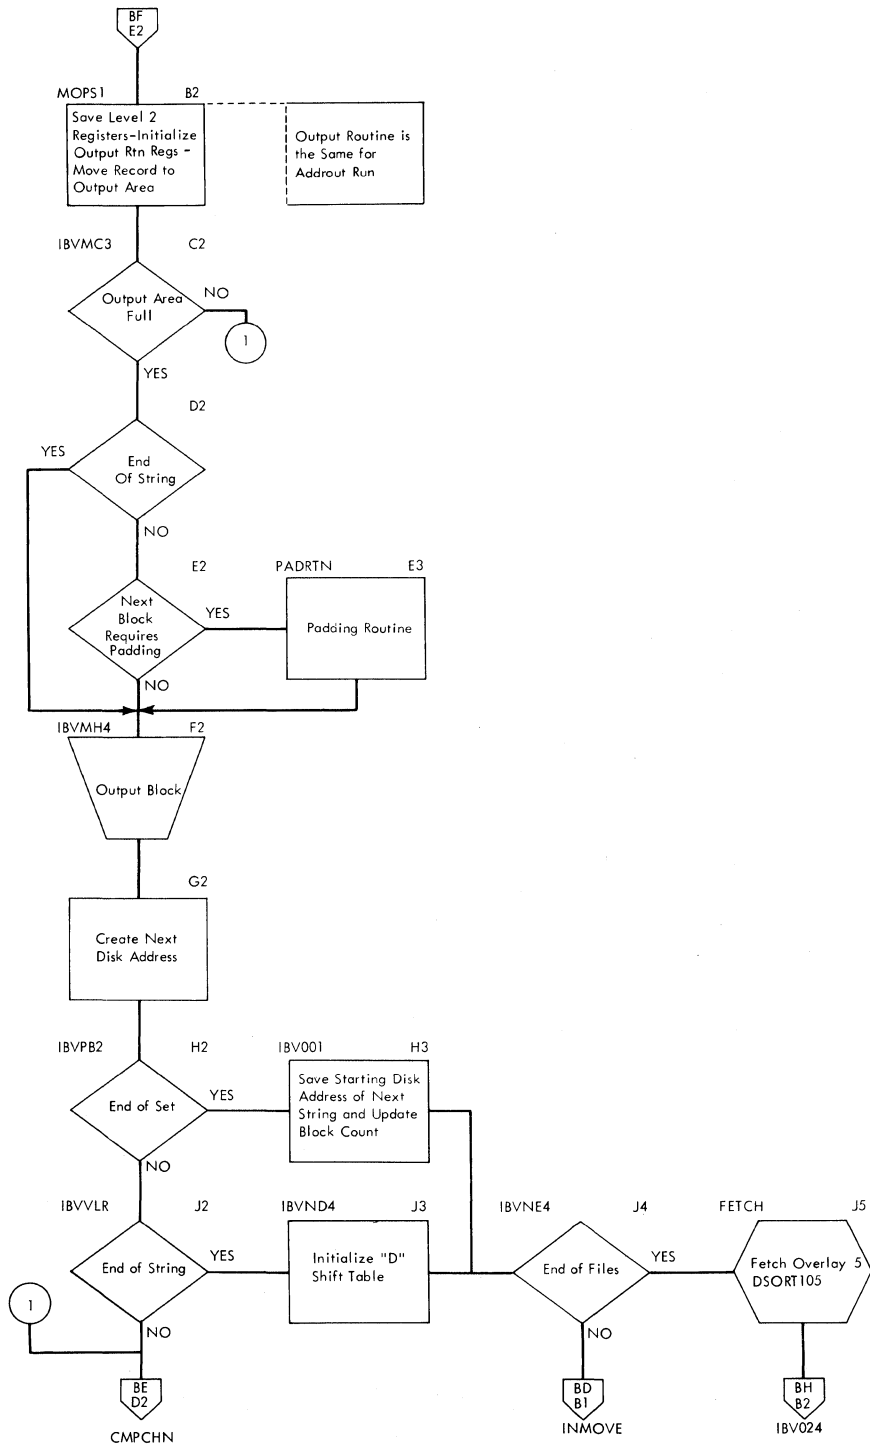 BF
E2
MOPS1 B2
Save Level 2
Registers-Initialize
Output Rtn Regs -
Move Record to
Output Area
Output Routine is
the Same for
Addrout Run
IBVMC3 C2
Output Area
Full
NO
1
YES
D2
YES
End
Of String
NO
E2 PADRTN E3
Next
Block
Requires
Padding
YES
Padding Routine
NO
IBVMH4 F2
Output Block
G2
Create Next
Disk Address
IBVPB2 H2 IBV001 H3
End of Set
YES
Save Starting Disk
Address of Next
String and Update
Block Count
NO
IBVVLR J2 IBVND4 J3 IBVNE4 J4 FETCH J5
End of String
YES
Initialize "D"
Shift Table
End of Files
YES
Fetch Overlay 5
DSORT105
1
NO
NO
BE
D2
CMPCHN
BD
B1
INMOVE
BH
B2
IBV024